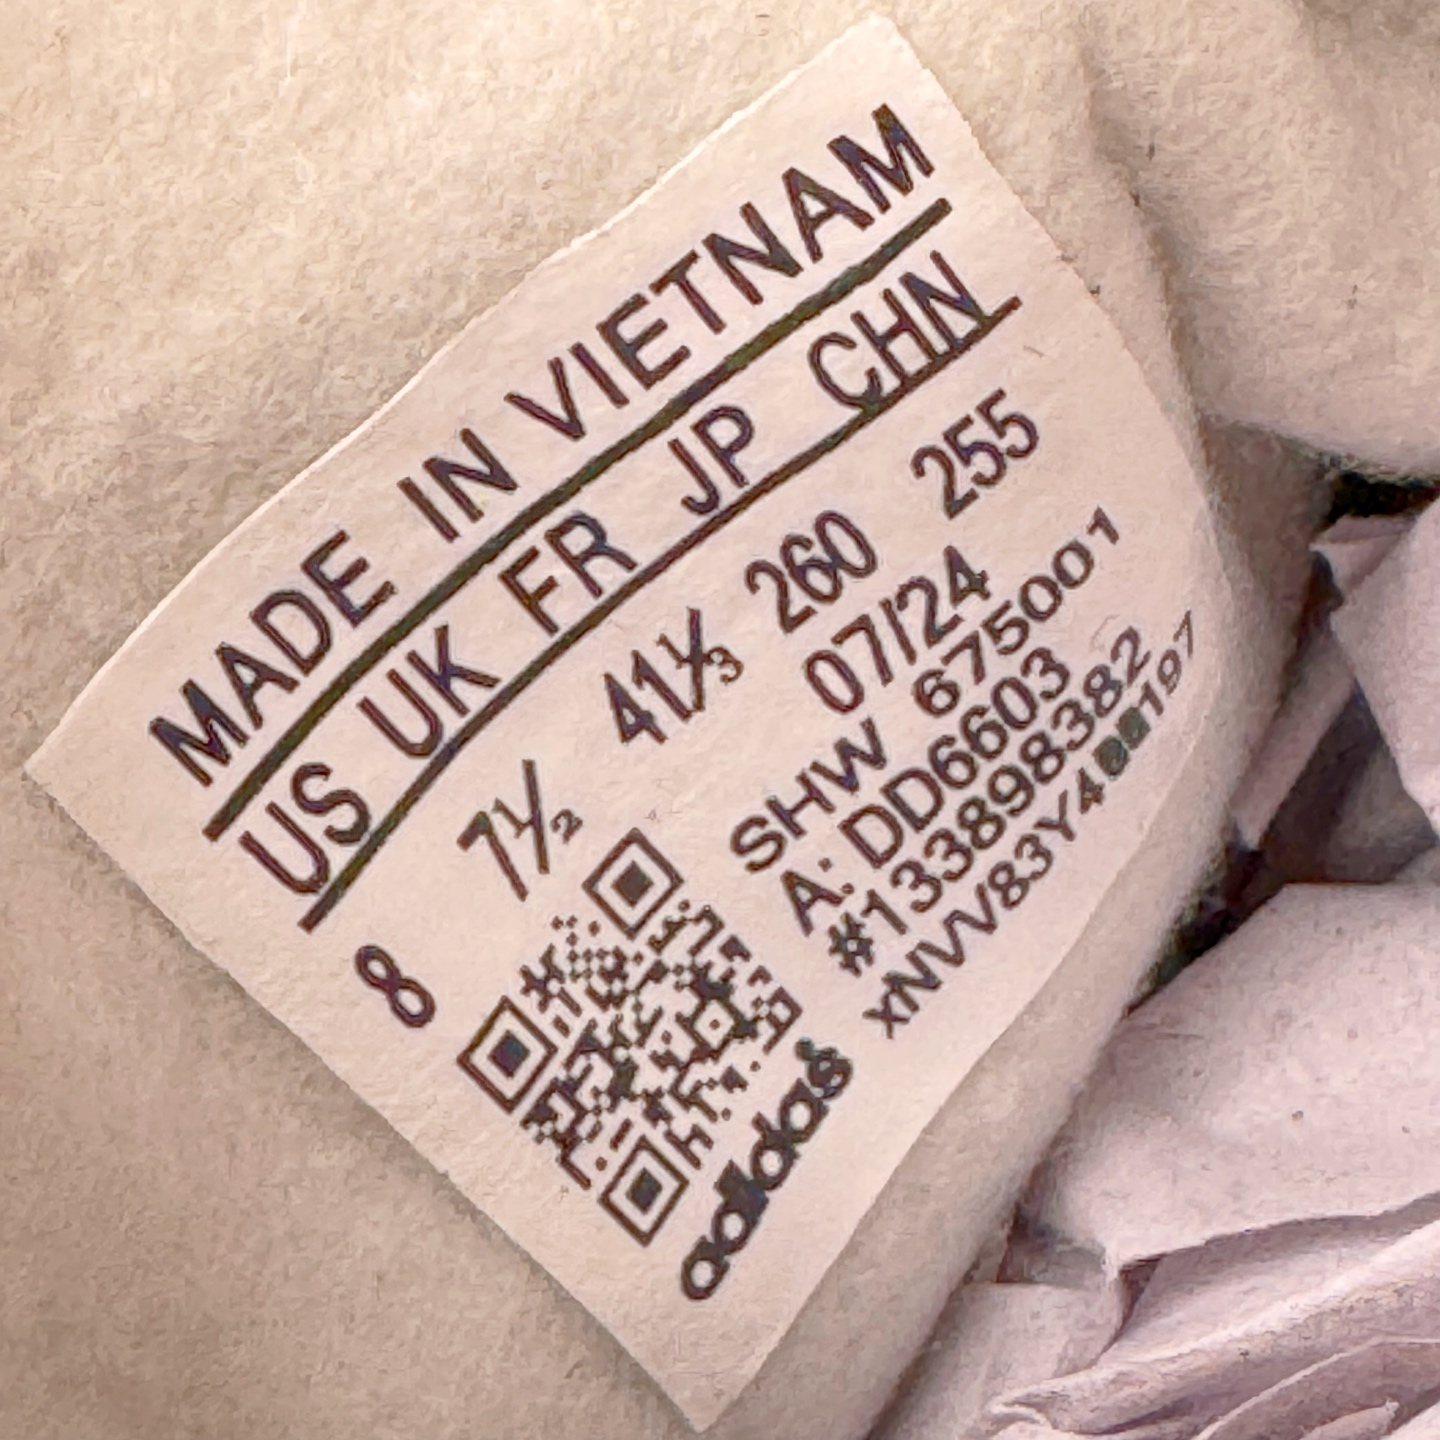 MADE IN VIETNAM
US UK FR JP CHN
8 7½ 41⅓ 260 255
07/24
SHW 675001
A: DD6603
#133898382
adidas